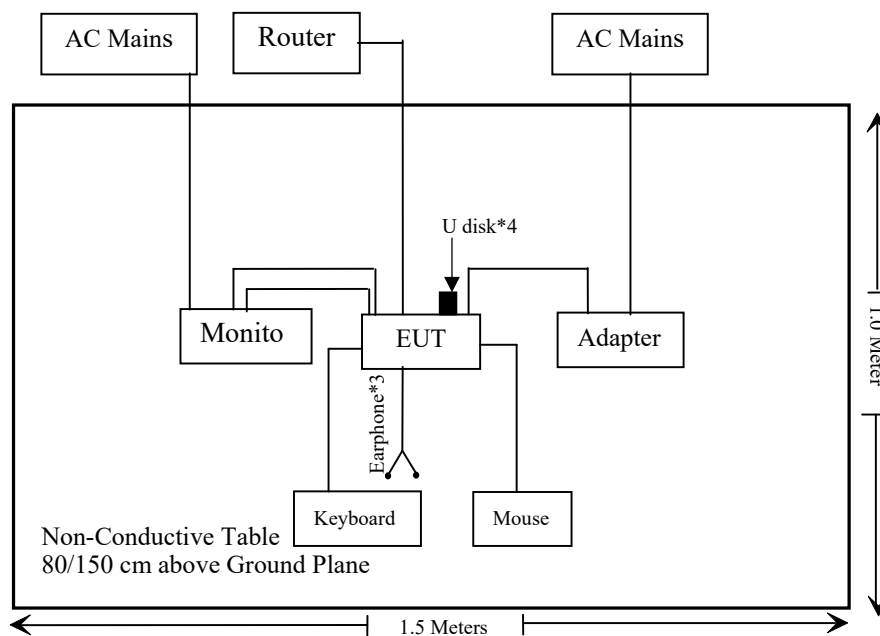 AC Mains
Router
AC Mains
U disk*4
Monito
EUT
Adapter
1.0 Meter
Earphone*3
Keyboard
Mouse
Non-Conductive Table
80/150 cm above Ground Plane
1.5 Meters